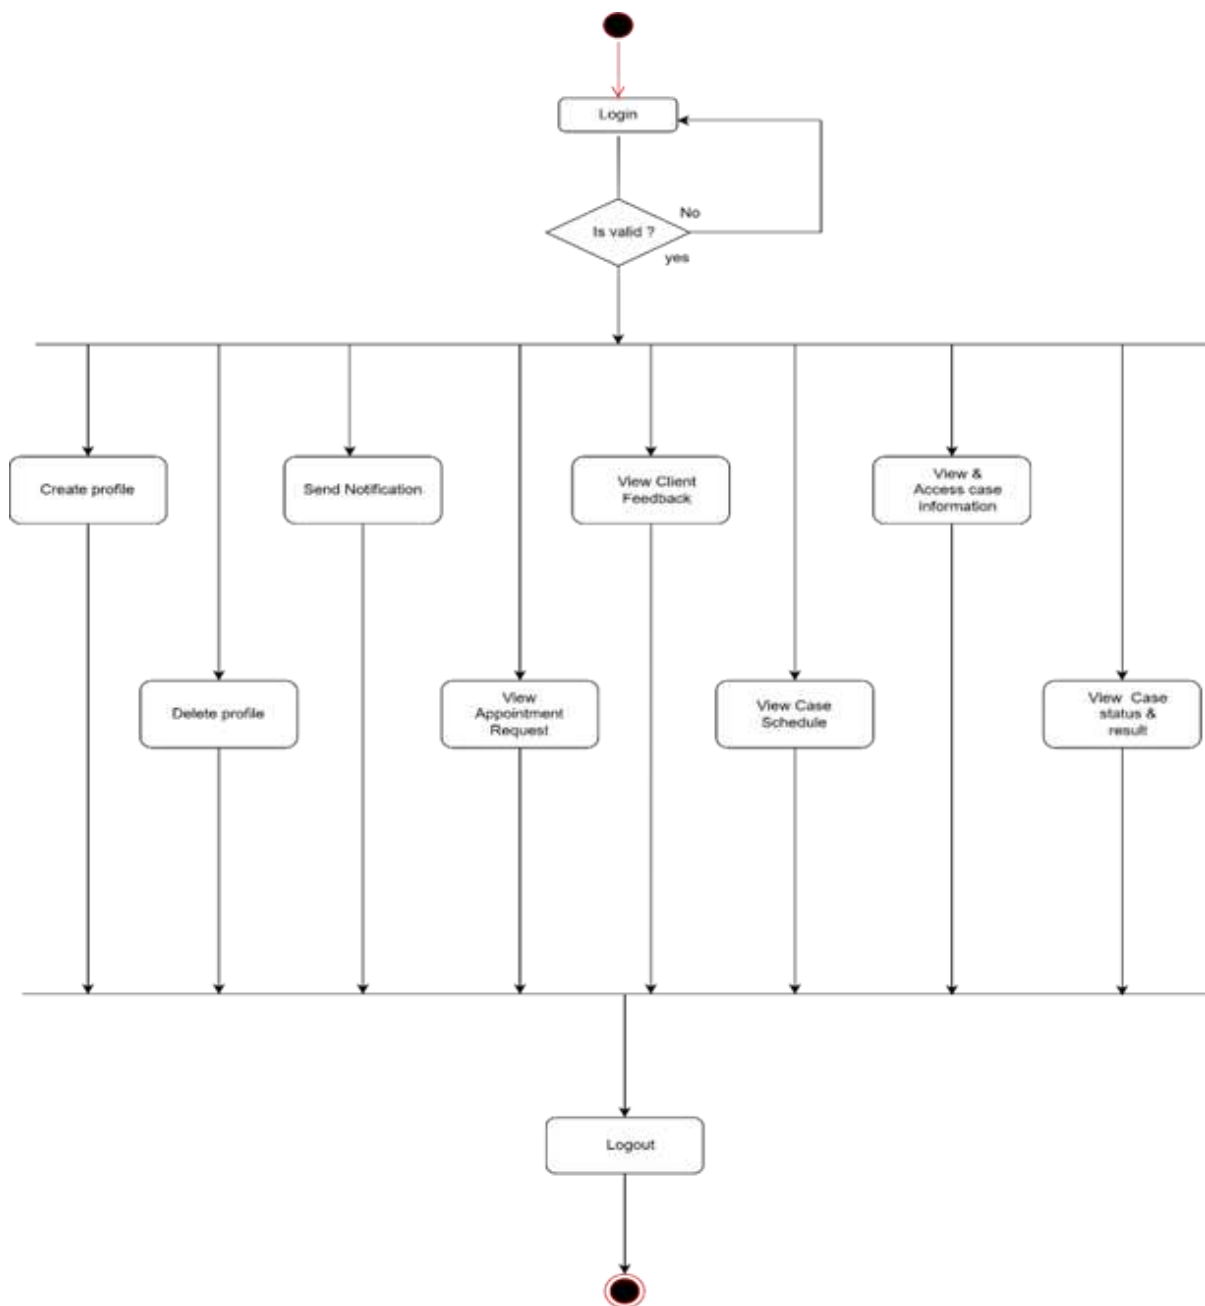 Login
No
Is valid ?
yes
Create profile
Send Notification
View Client
Feedback
View &
Access case
information
Delete profile
View
Appointment
Request
View Case
Schedule
View Case
status &
result
Logout